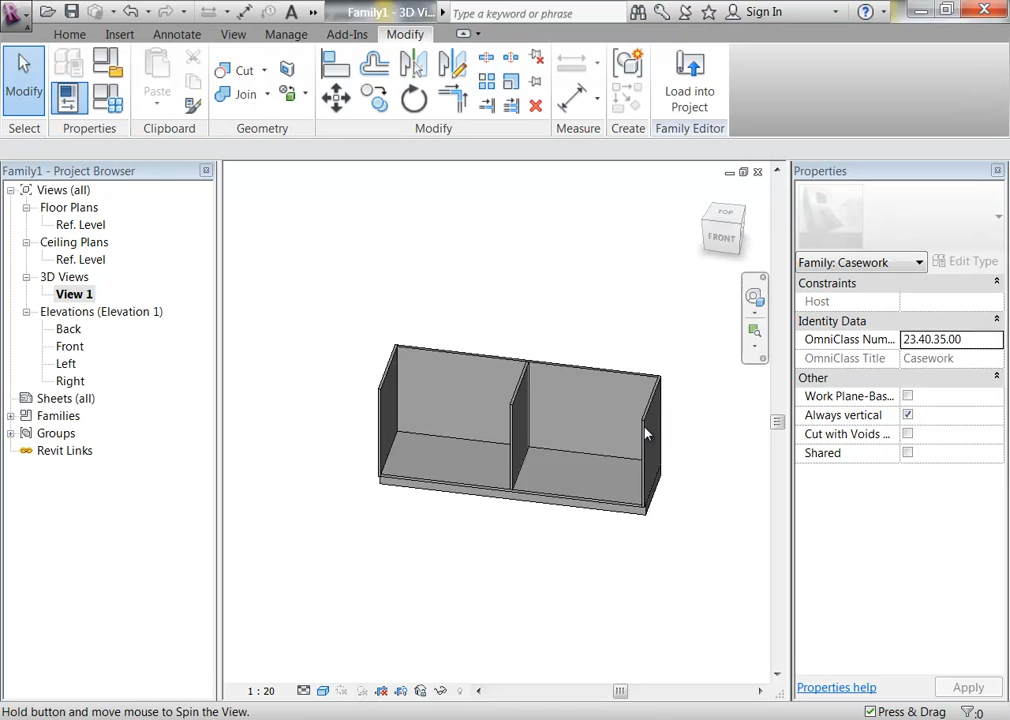 Family1 - 3D Vi...
Type a keyword or phrase
Sign In
Home
Insert
Annotate
View
Manage
Add-Ins
Modify
Modify
Paste
Cut
Join
Load into
Project
Select
Properties
Clipboard
Geometry
Modify
Measure
Create
Family Editor
Family1 - Project Browser
Views (all)
Floor Plans
Ref. Level
Ceiling Plans
Ref. Level
3D Views
View 1
Elevations (Elevation 1)
Back
Front
Left
Right
Sheets (all)
Families
Groups
Revit Links
TOP
FRONT
1 : 20
Properties
Family: Casework
Edit Type
Constraints
Host
Identity Data
OmniClass Num... 23.40.35.00
OmniClass Title Casework
Other
Work Plane-Bas...
Always vertical
Cut with Voids ...
Shared
Properties help
Apply
Hold button and move mouse to Spin the View.
Press & Drag
:0